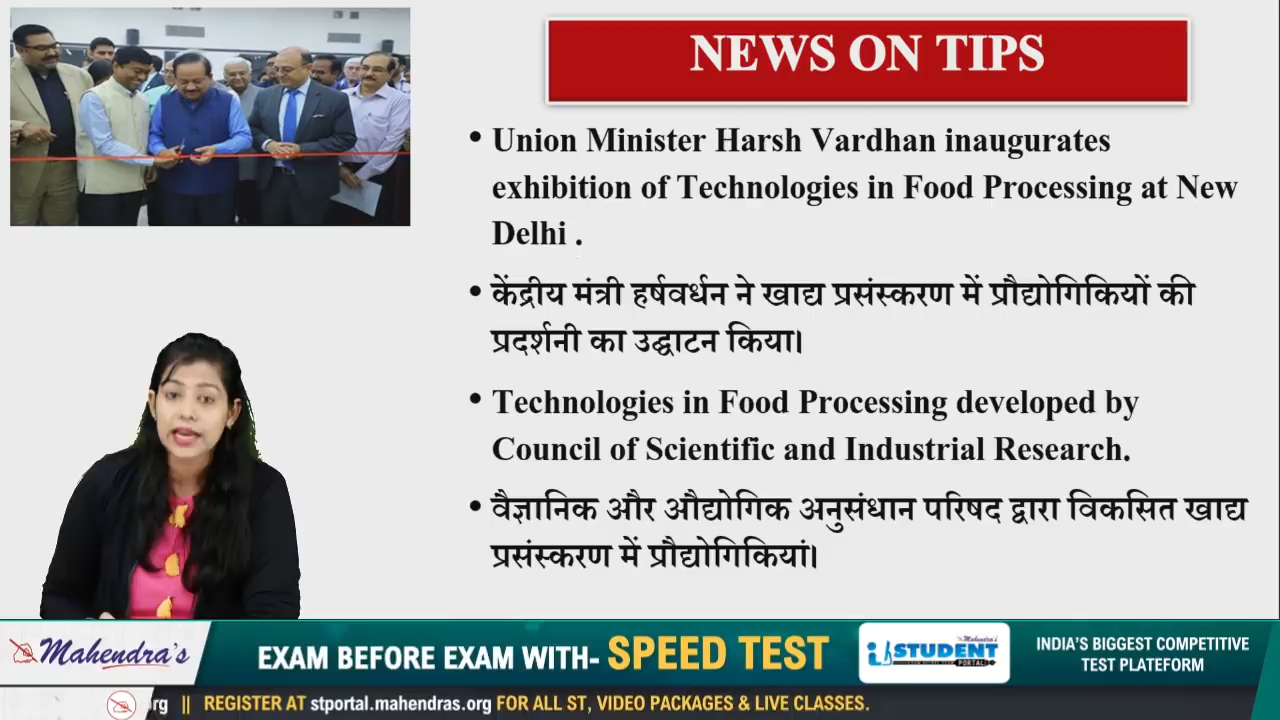 NEWS ON TIPS
• Union Minister Harsh Vardhan inaugurates
exhibition of Technologies in Food Processing at New
Delhi .
• केंद्रीय मंत्री हर्षवर्धन ने खाद्य प्रसंस्करण में प्रौद्योगिकियों की
प्रदर्शनी का उद्घाटन किया।
• Technologies in Food Processing developed by
Council of Scientific and Industrial Research.
• वैज्ञानिक और औद्योगिक अनुसंधान परिषद द्वारा विकसित खाद्य
प्रसंस्करण में प्रौद्योगिकियां।
Mahendra's
EXAM BEFORE EXAM WITH- SPEED TEST
Mahendra's
STUDENT
PORTAL
INDIA'S BIGGEST COMPETITIVE
TEST PLATEFORM
rg || REGISTER AT stportal.mahendras.org FOR ALL ST, VIDEO PACKAGES & LIVE CLASSES.